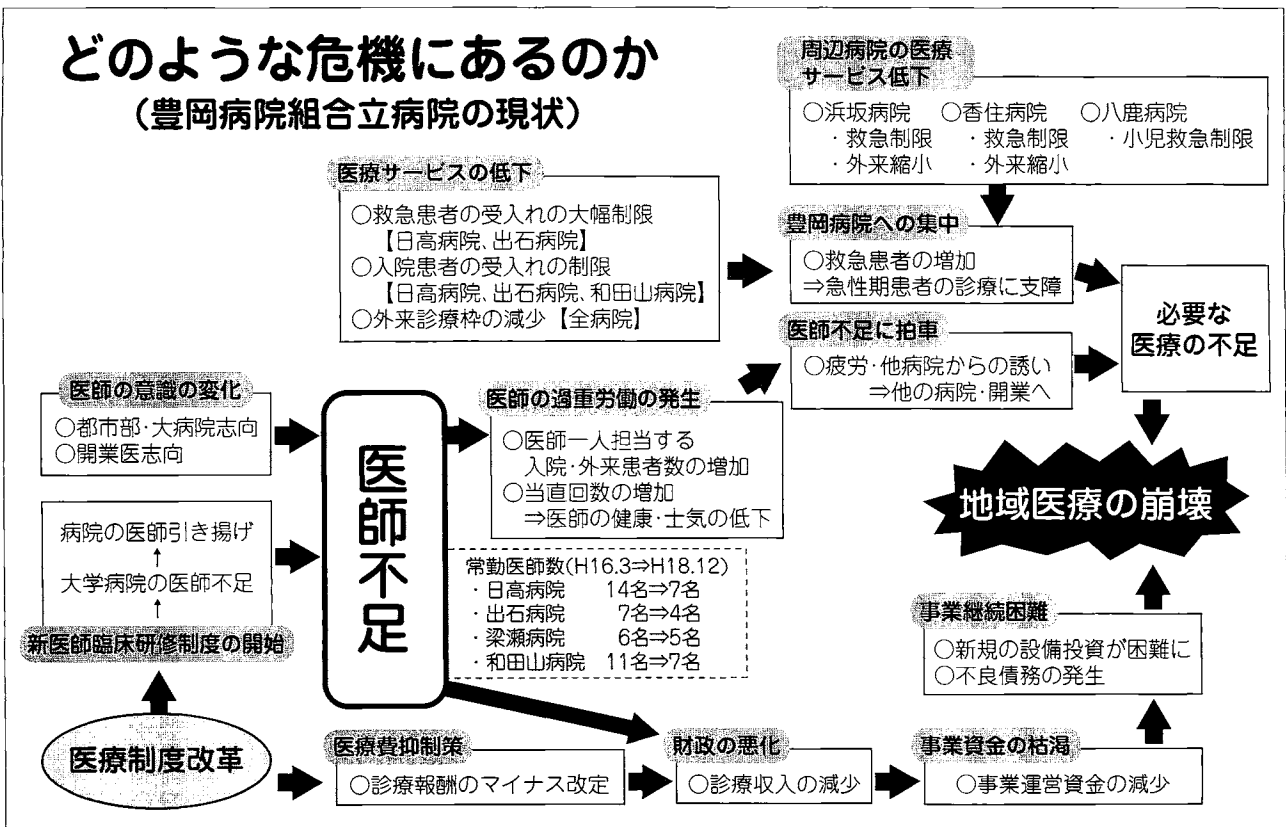 どのような危機にあるのか
(豊岡病院組合立病院の現状)
周辺病院の医療
サービス低下
○浜坂病院 ○香住病院 ○八鹿病院
・救急制限 ・救急制限 ・小児救急制限
・外来縮小 ・外来縮小
医療サービスの低下
○救急患者の受入れの大幅制限
【日高病院、出石病院】
○入院患者の受入れの制限
【日高病院、出石病院、和田山病院】
○外来診療枠の減少【全病院】
豊岡病院への集中
○救急患者の増加
⇒急性期患者の診療に支障
医師不足に拍車
○疲労・他病院からの誘い
⇒他の病院・開業へ
必要な
医療の不足
医師の意識の変化
○都市部・大病院志向
○開業医志向
病院の医師引き揚げ
↑
大学病院の医師不足
↑
新医師臨床研修制度の開始
医療制度改革
医師不足
医師の過重労働の発生
○医師一人担当する
入院・外来患者数の増加
○当直回数の増加
⇒医師の健康・士気の低下
常勤医師数(H16.3⇒H18.12)
・日高病院 14名⇒7名
・出石病院 7名⇒4名
・梁瀬病院 6名⇒5名
・和田山病院 11名⇒7名
地域医療の崩壊
事業継続困難
○新規の設備投資が困難に
○不良債務の発生
医療費抑制策
○診療報酬のマイナス改定
財政の悪化
○診療収入の減少
事業資金の枯渇
○事業運営資金の減少